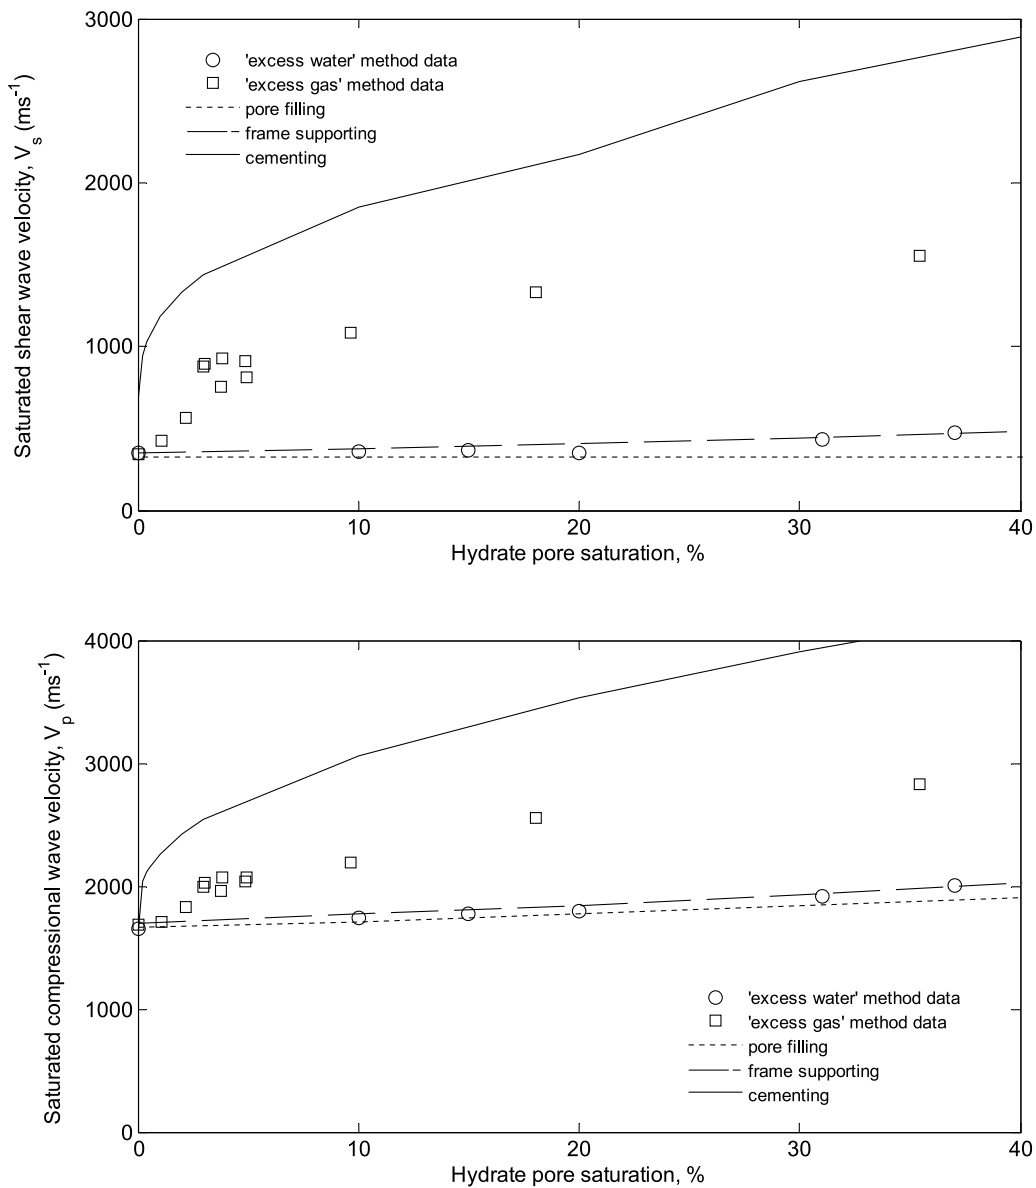 3000
'excess water' method data
'excess gas' method data
pore filling
frame supporting
cementing
2000
1000
0
Saturated shear wave velocity, V_s (ms^-1)
0 10 20 30 40
Hydrate pore saturation, %
4000
3000
2000
1000
0
Saturated compressional wave velocity, V_p (ms^-1)
'excess water' method data
'excess gas' method data
pore filling
frame supporting
cementing
0 10 20 30 40
Hydrate pore saturation, %